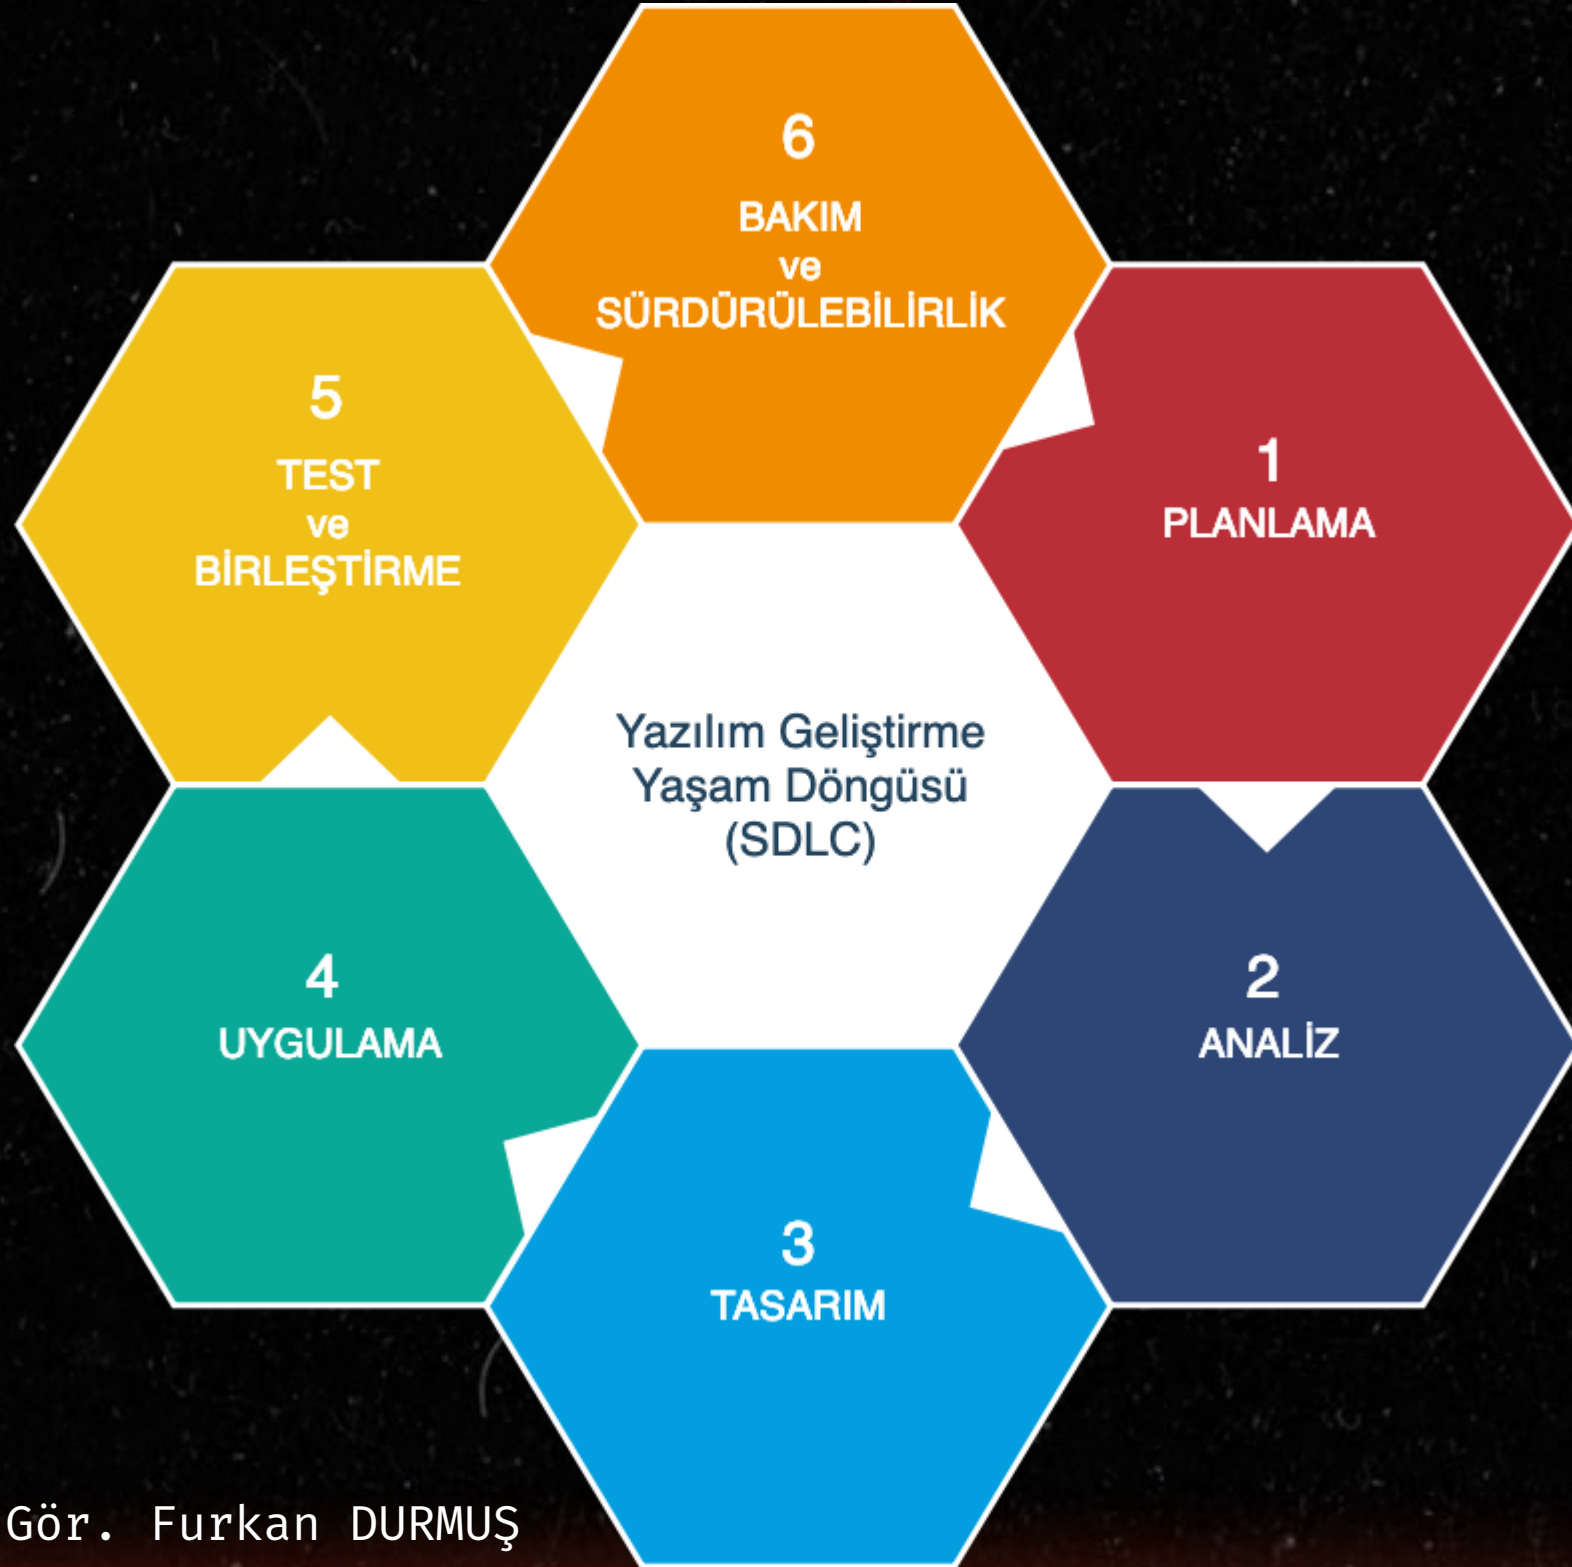 6
BAKIM
ve
SÜRDÜRÜLEBİLİRLİK
1
PLANLAMA
2
ANALİZ
3
TASARIM
4
UYGULAMA
5
TEST
ve
BİRLEŞTİRME
Yazılım Geliştirme
Yaşam Döngüsü
(SDLC)
Gör. Furkan DURMUŞ